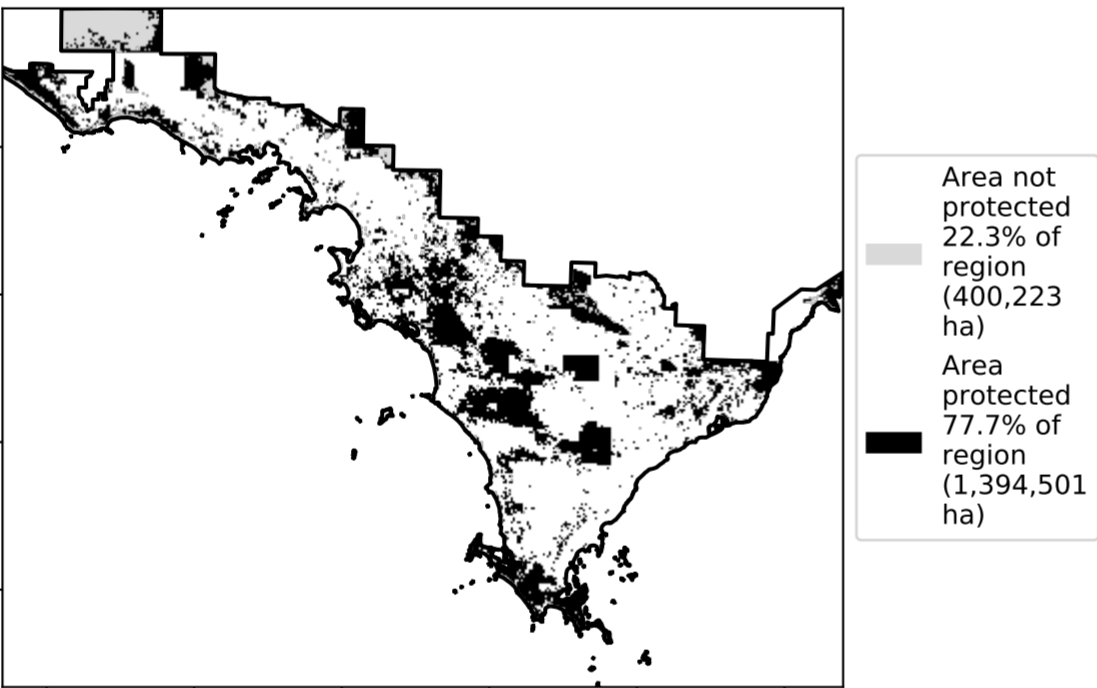 Area not
protected
22.3% of
region
(400,223
ha)
Area
protected
77.7% of
region
(1,394,501
ha)